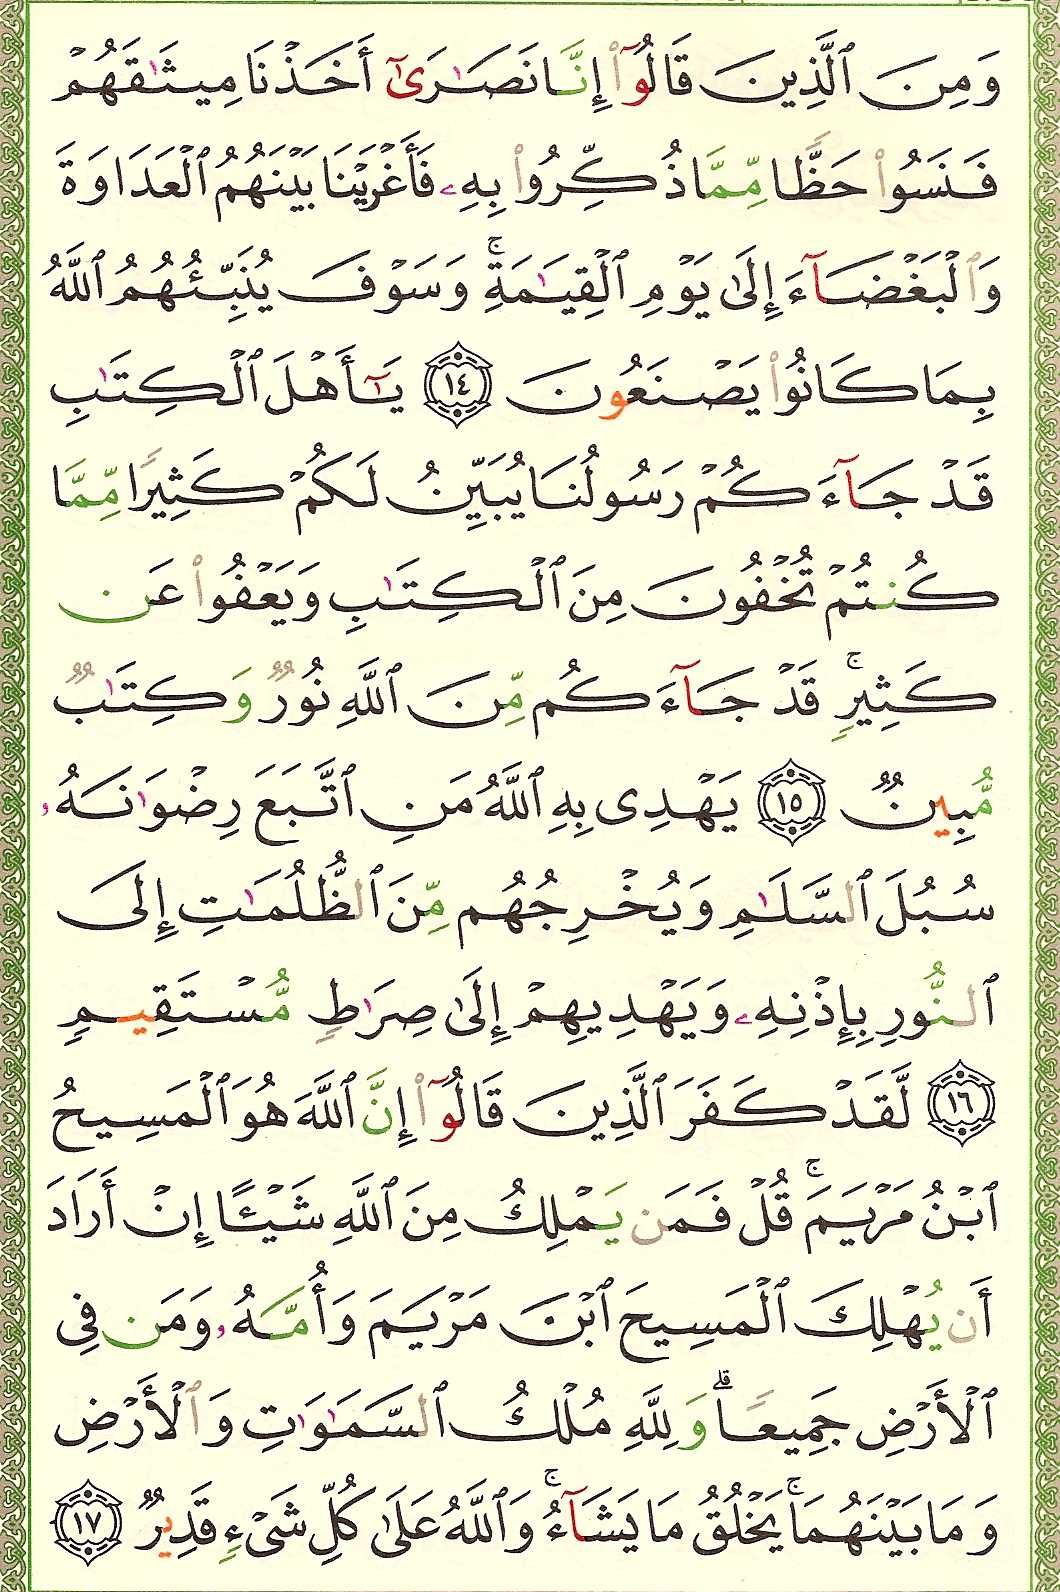 وَمِنَ ٱلَّذِينَ قَالُوٓا۟ إِنَّا نَصَـٰرَىٰٓ أَخَذْنَا مِيثَـٰقَهُمْ
فَنَسُوا۟ حَظًّا مِّمَّا ذُكِّرُوا۟ بِهِۦ فَأَغْرَيْنَا بَيْنَهُمُ ٱلْعَدَاوَةَ
وَٱلْبَغْضَآءَ إِلَىٰ يَوْمِ ٱلْقِيَـٰمَةِ ۚ وَسَوْفَ يُنَبِّئُهُمُ ٱللَّهُ
بِمَا كَانُوا۟ يَصْنَعُونَ ١٤ يَـٰٓأَهْلَ ٱلْكِتَـٰبِ
قَدْ جَآءَكُمْ رَسُولُنَا يُبَيِّنُ لَكُمْ كَثِيرًا مِّمَّا
كُنتُمْ تُخْفُونَ مِنَ ٱلْكِتَـٰبِ وَيَعْفُوا۟ عَن
كَثِيرٍ ۚ قَدْ جَآءَكُم مِّنَ ٱللَّهِ نُورٌ وَكِتَـٰبٌ
مُّبِينٌ ١٥ يَهْدِى بِهِ ٱللَّهُ مَنِ ٱتَّبَعَ رِضْوَٰنَهُۥ
سُبُلَ ٱلسَّلَـٰمِ وَيُخْرِجُهُم مِّنَ ٱلظُّلُمَـٰتِ إِلَى
ٱلنُّورِ بِإِذْنِهِۦ وَيَهْدِيهِمْ إِلَىٰ صِرَٰطٍ مُّسْتَقِيمٍ
١٦ لَّقَدْ كَفَرَ ٱلَّذِينَ قَالُوٓا۟ إِنَّ ٱللَّهَ هُوَ ٱلْمَسِيحُ
ٱبْنُ مَرْيَمَ ۚ قُلْ فَمَن يَمْلِكُ مِنَ ٱللَّهِ شَيْـًٔا إِنْ أَرَادَ
أَن يُهْلِكَ ٱلْمَسِيحَ ٱبْنَ مَرْيَمَ وَأُمَّهُۥ وَمَن فِى
ٱلْأَرْضِ جَمِيعًا ۗ وَلِلَّهِ مُلْكُ ٱلسَّمَـٰوَٰتِ وَٱلْأَرْضِ
وَمَا بَيْنَهُمَا ۚ يَخْلُقُ مَا يَشَآءُ ۚ وَٱللَّهُ عَلَىٰ كُلِّ شَىْءٍ قَدِيرٌ ١٧